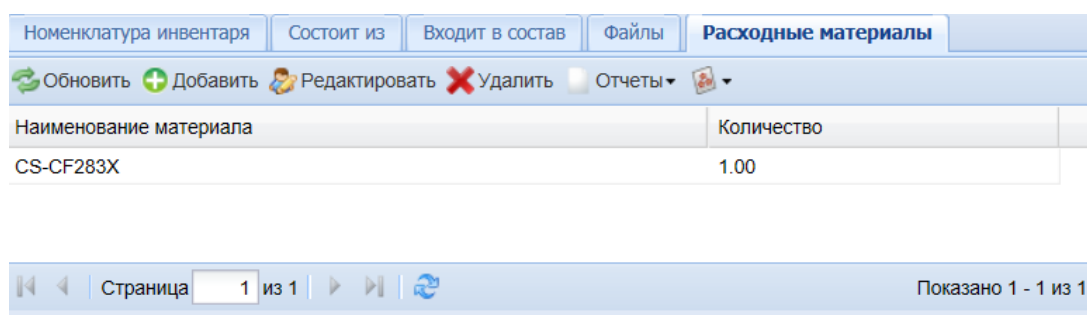 Номенклатура инвентаря Состоит из Входит в состав Файлы Расходные материалы
Обновить Добавить Редактировать Удалить Отчеты
Наименование материала Количество
CS-CF283X 1.00
Страница 1 из 1 Показано 1 - 1 из 1